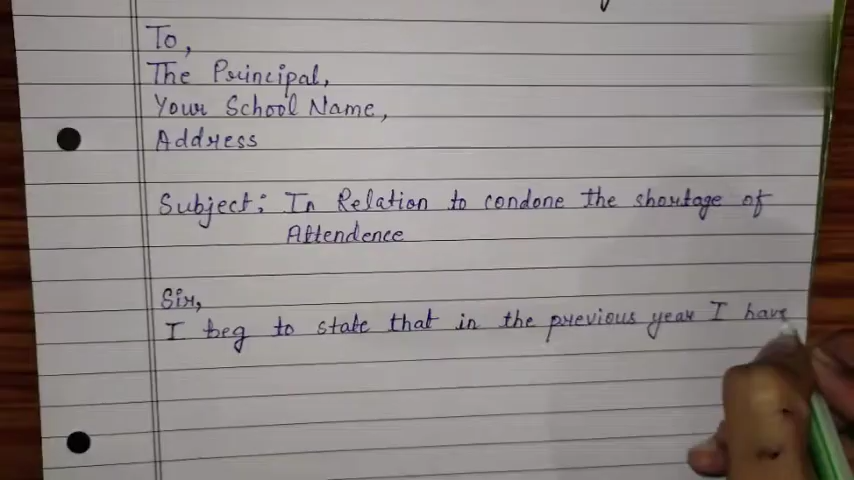 To,
The Principal,
Your School Name,
Address
Subject: In Relation to condone the shortage of
Attendence
Sir,
I beg to state that in the previous year I have